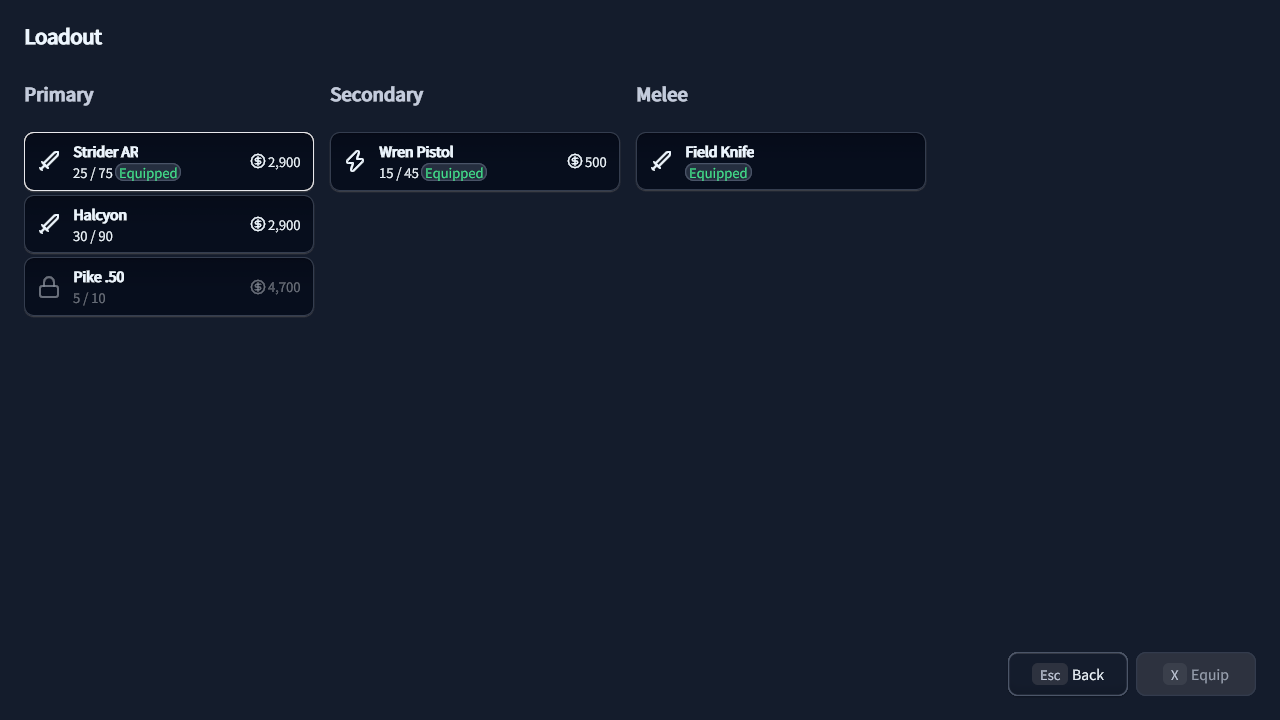 Loadout
Primary
Strider AR
25 / 75 Equipped
2,900
Halcyon
30 / 90
2,900
Pike .50
5 / 10
4,700
Secondary
Wren Pistol
15 / 45 Equipped
500
Melee
Field Knife
Equipped
Esc Back
X Equip